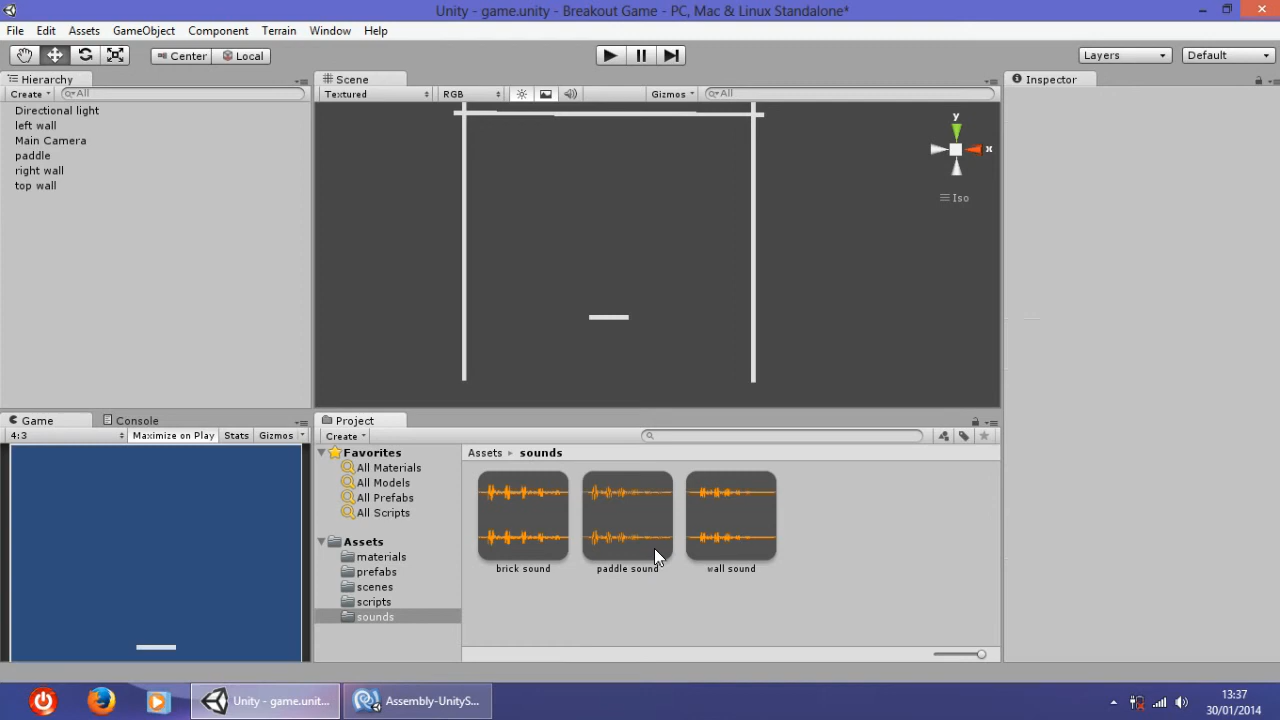 Unity - game.unity - Breakout Game - PC, Mac & Linux Standalone*
File Edit Assets GameObject Component Terrain Window Help
Center Local Layers Default
Hierarchy Scene Inspector
Create All Textured RGB Gizmos All
Directional light
left wall
Main Camera
paddle
right wall
top wall
y
x
Iso
Game Console Project
4:3 Maximize on Play Stats Gizmos Create
Favorites Assets sounds
All Materials
All Models
All Prefabs
All Scripts
Assets
materials
prefabs
scenes
scripts
sounds
brick sound paddle sound wall sound
Unity - game.unit... Assembly-UnityS... 13:37
30/01/2014